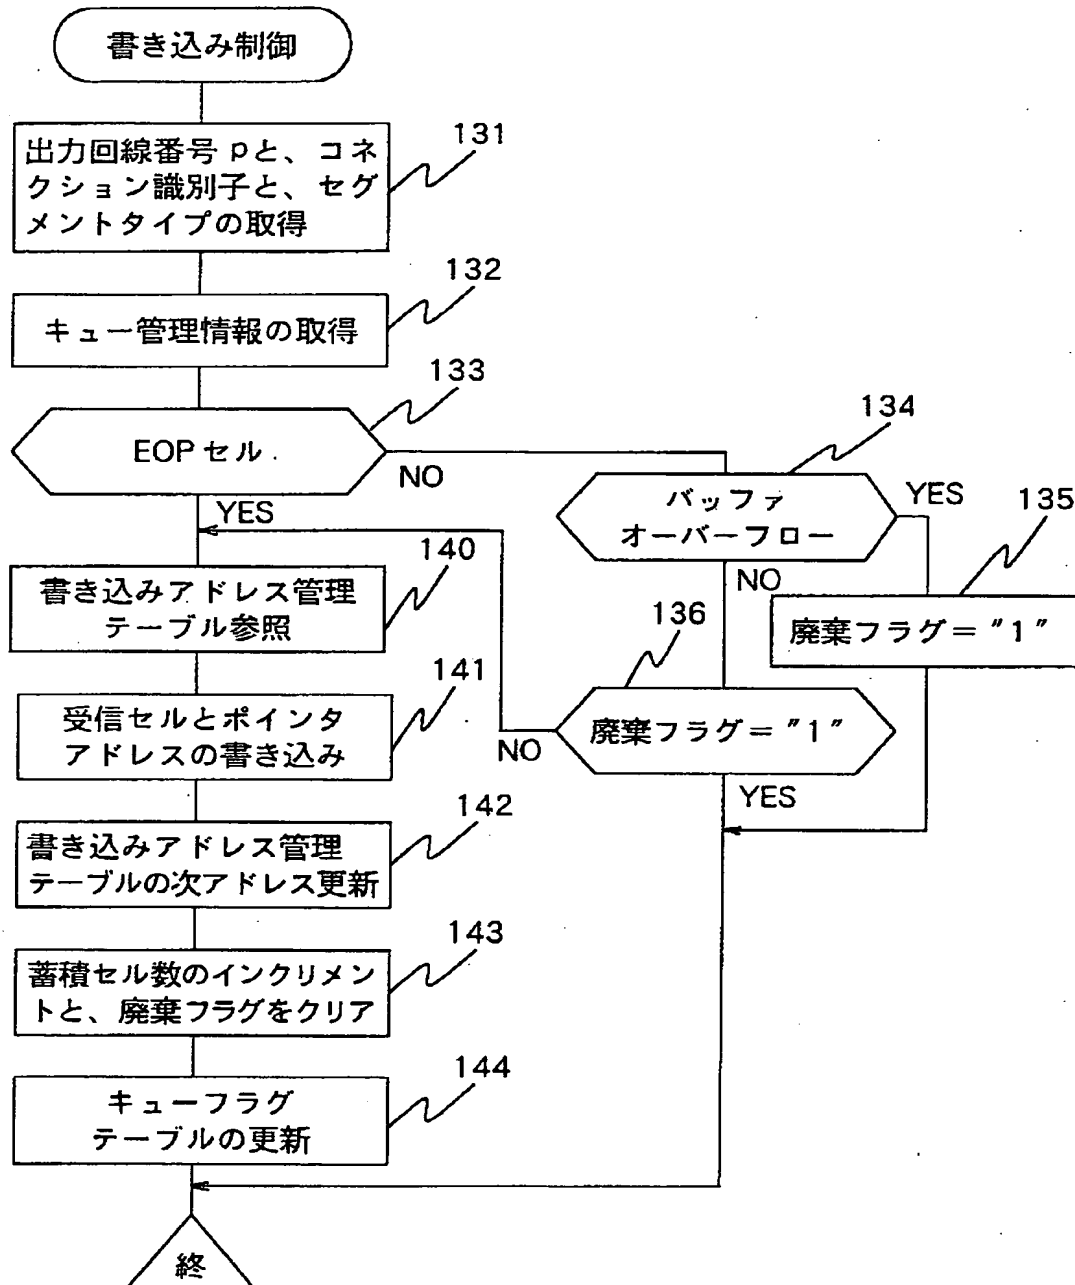 書き込み制御
131
出力回線番号 pと、コネ
クション識別子と、セグ
メントタイプの取得
132
キュー管理情報の取得
133
EOPセル
NO
YES
134
バッファ
オーバーフロー
YES
NO
135
廃棄フラグ＝"1"
136
廃棄フラグ＝"1"
NO
YES
140
書き込みアドレス管理
テーブル参照
141
受信セルとポインタ
アドレスの書き込み
142
書き込みアドレス管理
テーブルの次アドレス更新
143
蓄積セル数のインクリメン
トと、廃棄フラグをクリア
144
キューフラグ
テーブルの更新
終